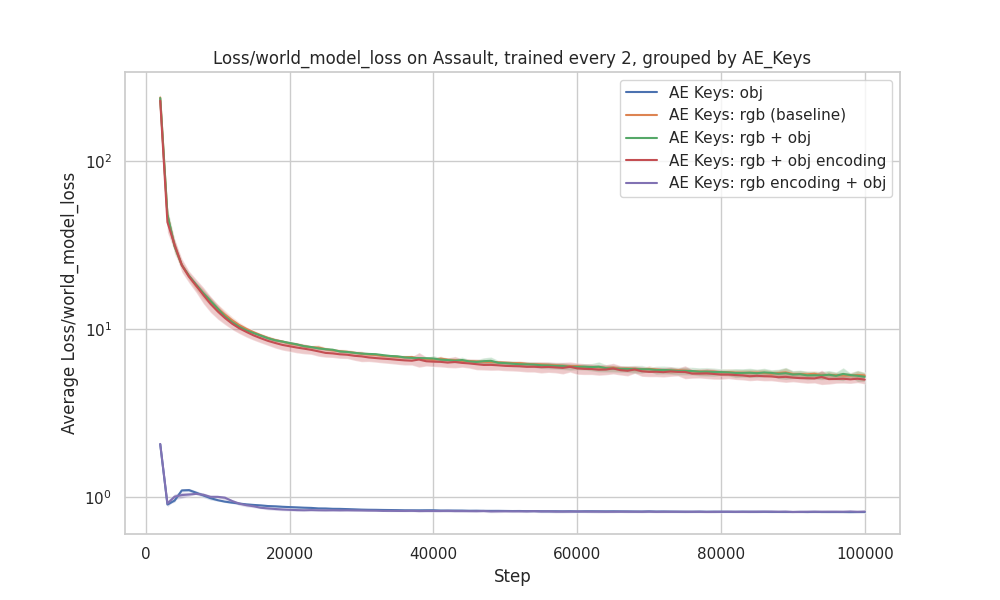 Loss/world_model_loss on Assault, trained every 2, grouped by AE_Keys
AE Keys: obj
AE Keys: rgb (baseline)
AE Keys: rgb + obj
AE Keys: rgb + obj encoding
AE Keys: rgb encoding + obj
10²
10¹
10⁰
Average Loss/world_model_loss
0 20000 40000 60000 80000 100000
Step